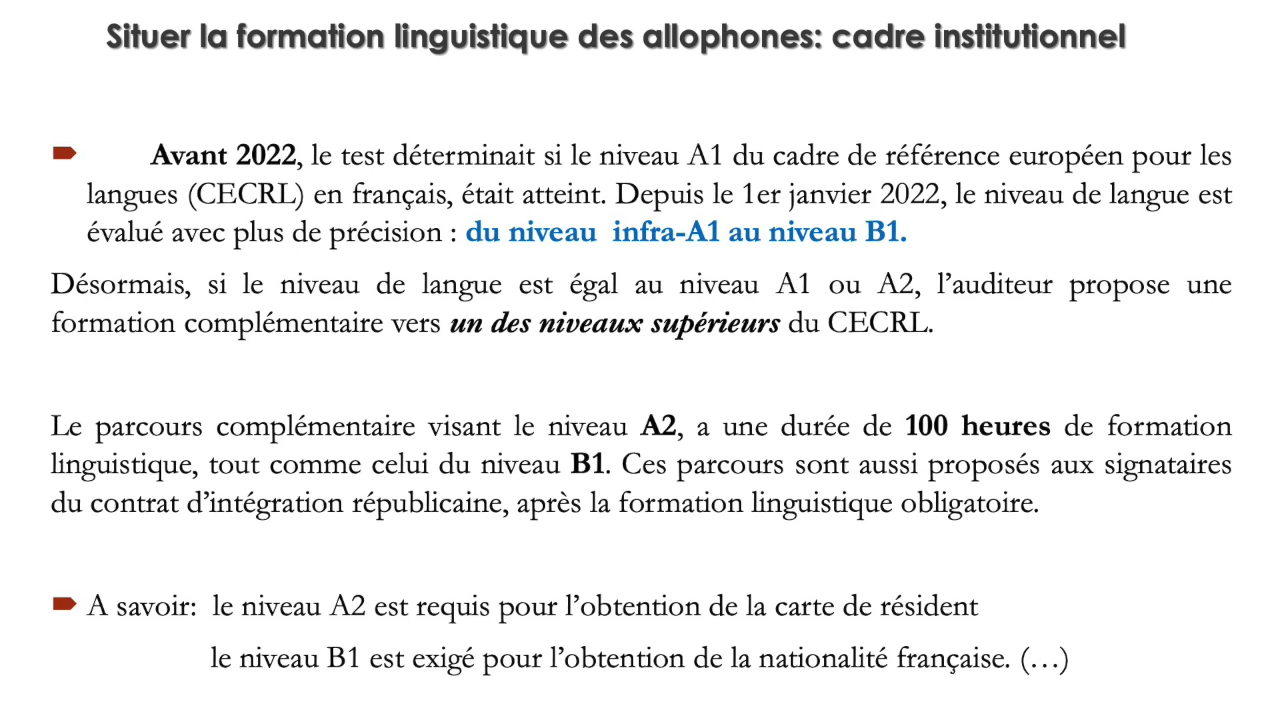 Situer la formation linguistique des allophones: cadre institutionnel
Avant 2022, le test déterminait si le niveau A1 du cadre de référence européen pour les
langues (CECRL) en français, était atteint. Depuis le 1er janvier 2022, le niveau de langue est
évalué avec plus de précision : du niveau  infra-A1 au niveau B1.
Désormais, si le niveau de langue est égal au niveau A1 ou A2, l’auditeur propose une
formation complémentaire vers un des niveaux supérieurs du CECRL.
Le parcours complémentaire visant le niveau A2, a une durée de 100 heures de formation
linguistique, tout comme celui du niveau B1. Ces parcours sont aussi proposés aux signataires
du contrat d’intégration républicaine, après la formation linguistique obligatoire.
A savoir:  le niveau A2 est requis pour l’obtention de la carte de résident
le niveau B1 est exigé pour l’obtention de la nationalité française. (…)